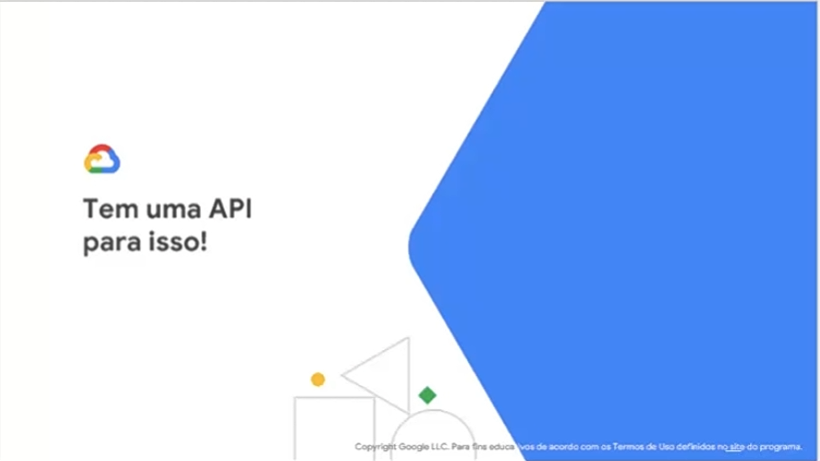 Tem uma API
para isso!
Copyright Google LLC. Para fins educativos de acordo com os Termos de Uso definidos no site do programa.